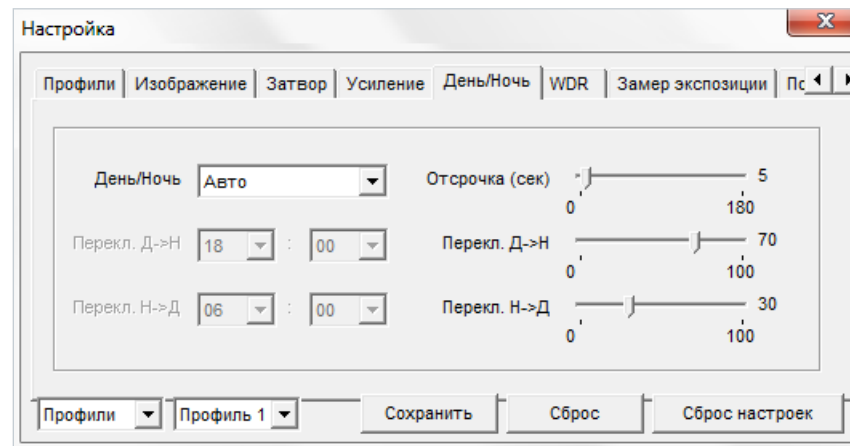 Настройка
Профили Изображение Затвор Усиление День/Ночь WDR Замер экспозиции
День/Ночь Авто Отсрочка (сек) 5
0 180
Перекл. Д->Н 18 : 00 Перекл. Д->Н 70
0 100
Перекл. Н->Д 06 : 00 Перекл. Н->Д 30
0 100
Профили Профиль 1 Сохранить Сброс Сброс настроек